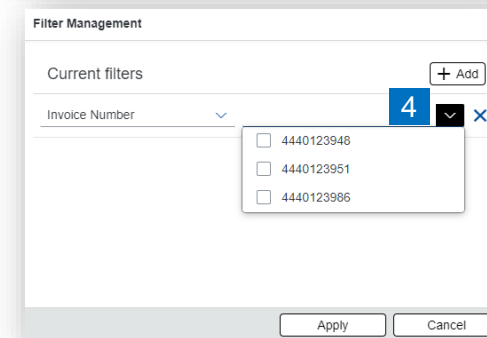 Filter Management
Current filters
+ Add
Invoice Number
4
4440123948
4440123951
4440123986
Apply
Cancel